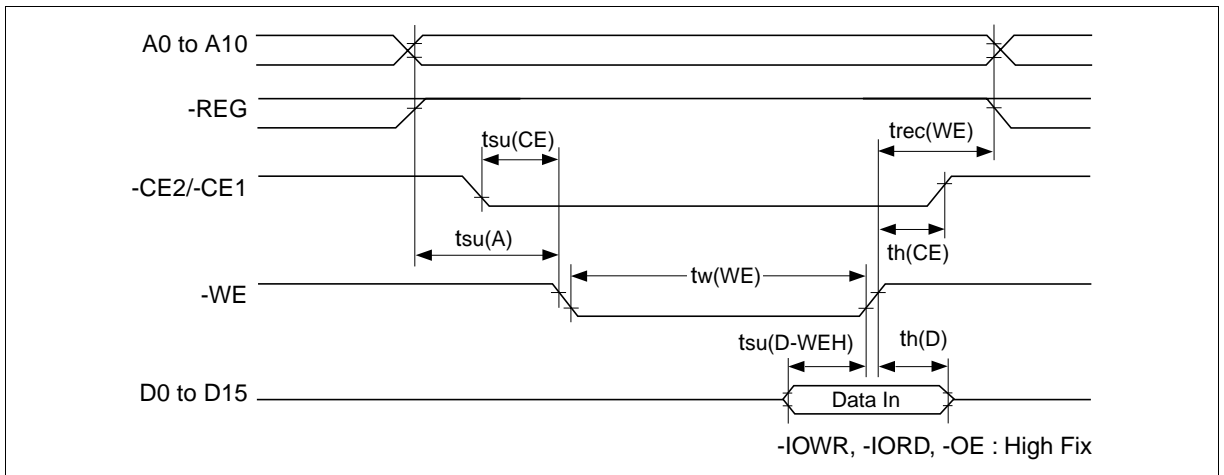 A0 to A10
-REG
tsu(CE)
trec(WE)
-CE2/-CE1
tsu(A)
th(CE)
tw(WE)
-WE
tsu(D-WEH)
th(D)
D0 to D15
Data In
-IOWR, -IORD, -OE : High Fix